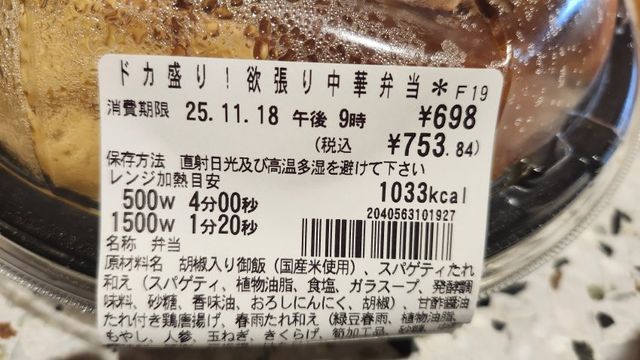 ドカ盛り！欲張り中華弁当＊F19
消費期限 25.11.18 午後 9時 ¥698
(税込 ¥753.84)
保存方法 直射日光及び高温多湿を避けて下さい
レンジ加熱目安 1033kcal
500W 4分00秒
1500W 1分20秒
2040563101927
名称 弁当
原材料名 胡椒入り御飯（国産米使用）、スパゲティたれ
和え（スパゲティ、植物油脂、食塩、ガラスープ、発酵調
味料、砂糖、香味油、おろしにんにく、胡椒）、甘酢醤油
たれ付き鶏唐揚げ、春雨たれ和え（緑豆春雨、植物油脂、
もやし、人参、玉ねぎ、きくらげ、筍加工品、砂糖、